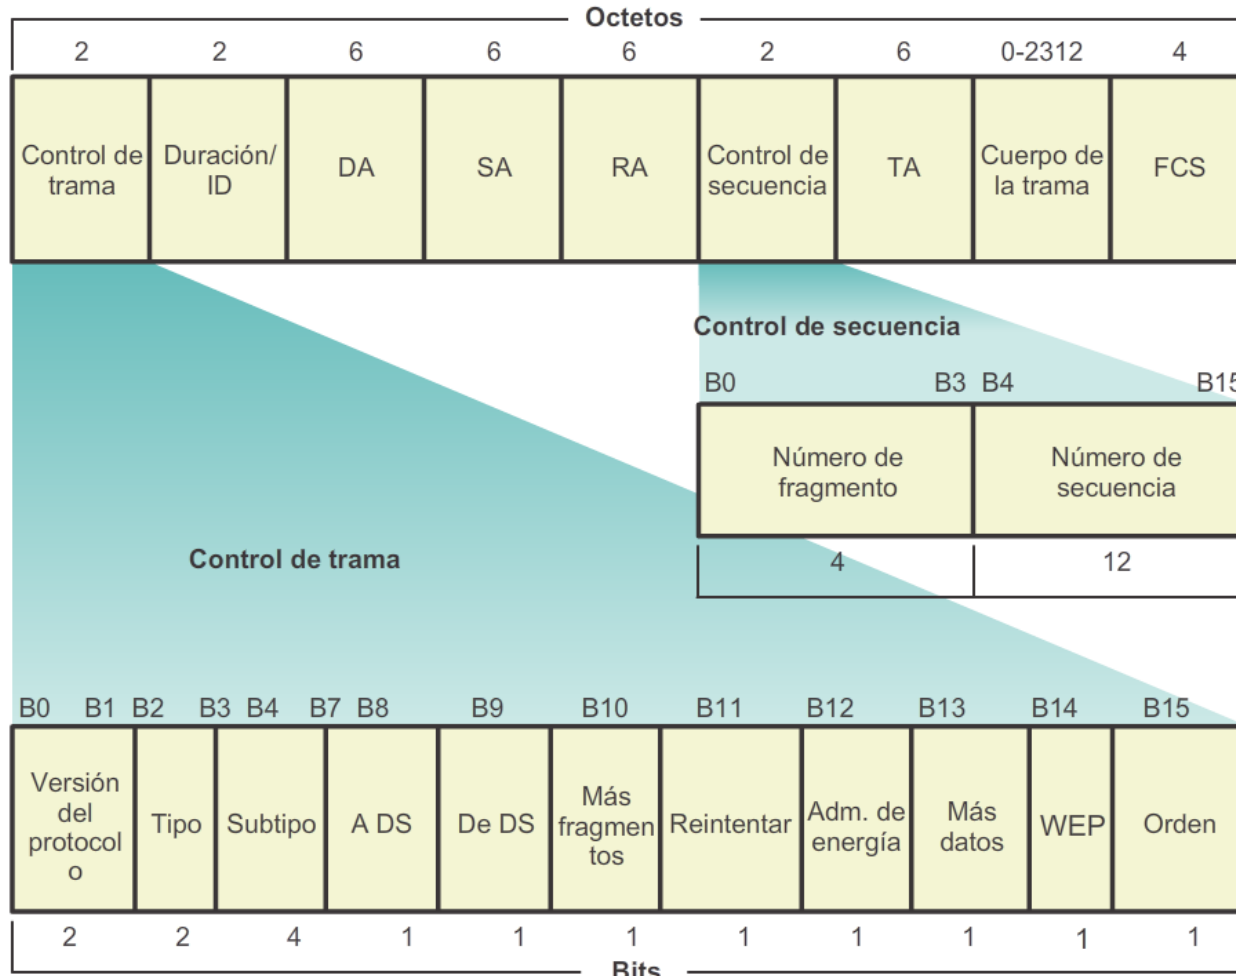 Octetos
2 2 6 6 6 2 6 0-2312 4
Control de trama
Duración/ ID
DA
SA
RA
Control de secuencia
TA
Cuerpo de la trama
FCS
Control de secuencia
B0 B3 B4 B15
Número de fragmento
Número de secuencia
4 12
Control de trama
B0 B1 B2 B3 B4 B7 B8 B9 B10 B11 B12 B13 B14 B15
Versión del protocol o
Tipo
Subtipo
A DS
De DS
Más fragmen tos
Reintentar
Adm. de energía
Más datos
WEP
Orden
2 2 4 1 1 1 1 1 1 1 1
Bits